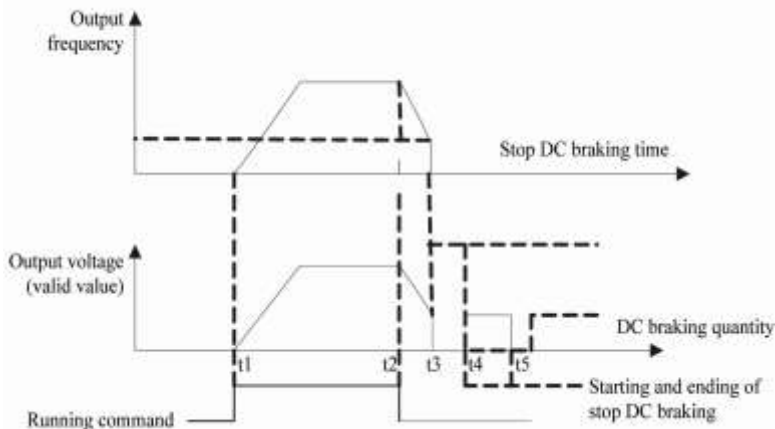 Output
frequency
Stop DC braking time
Output voltage
(valid value)
DC braking quantity
t1
t2
t3
t4
t5
Starting and ending of
stop DC braking
Running command